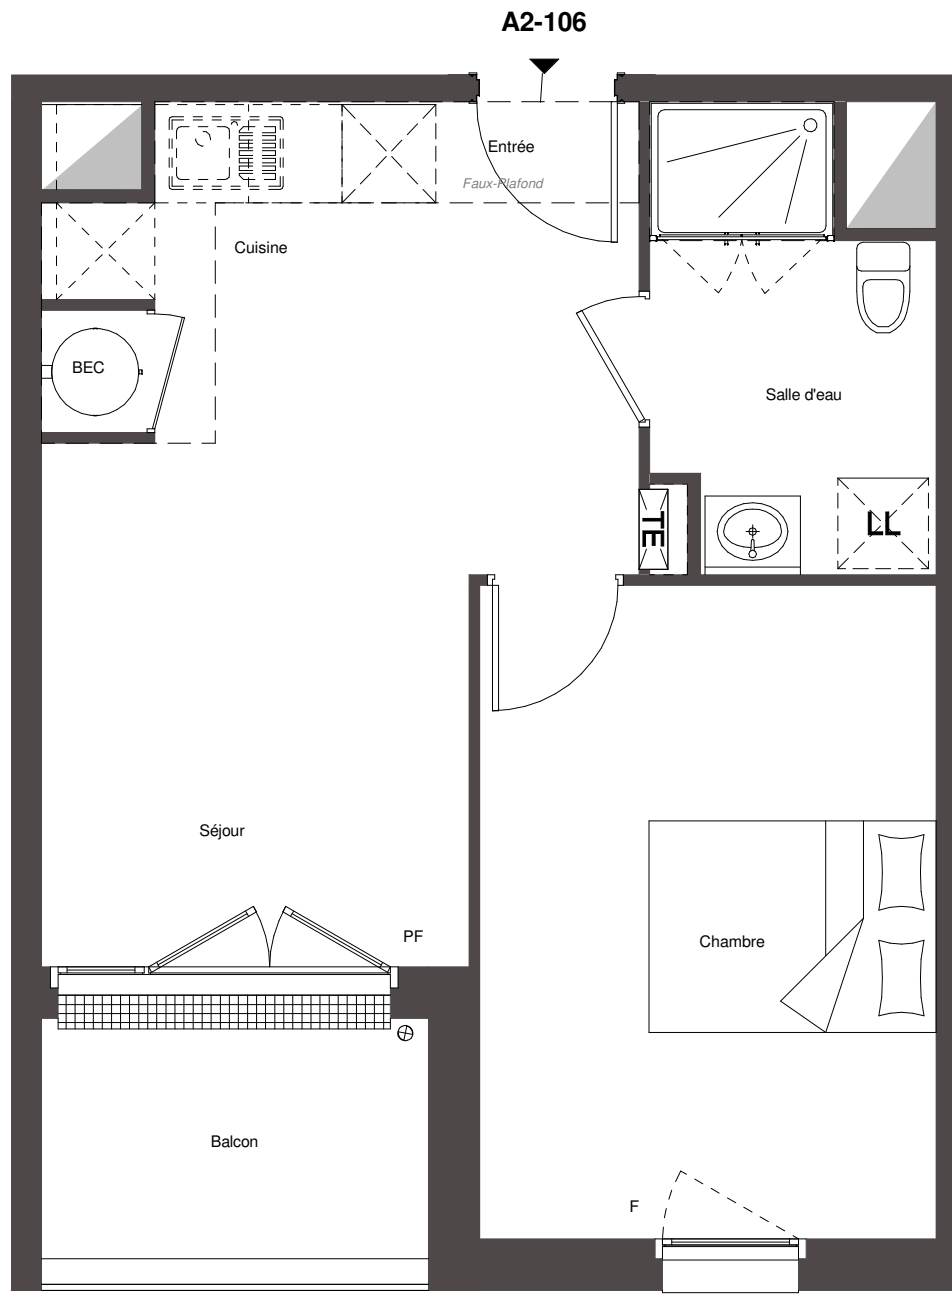 A2-106
Entrée
Faux-Plafond
Cuisine
BEC
Salle d'eau
TE
LL
Séjour
PF
Chambre
Balcon
F